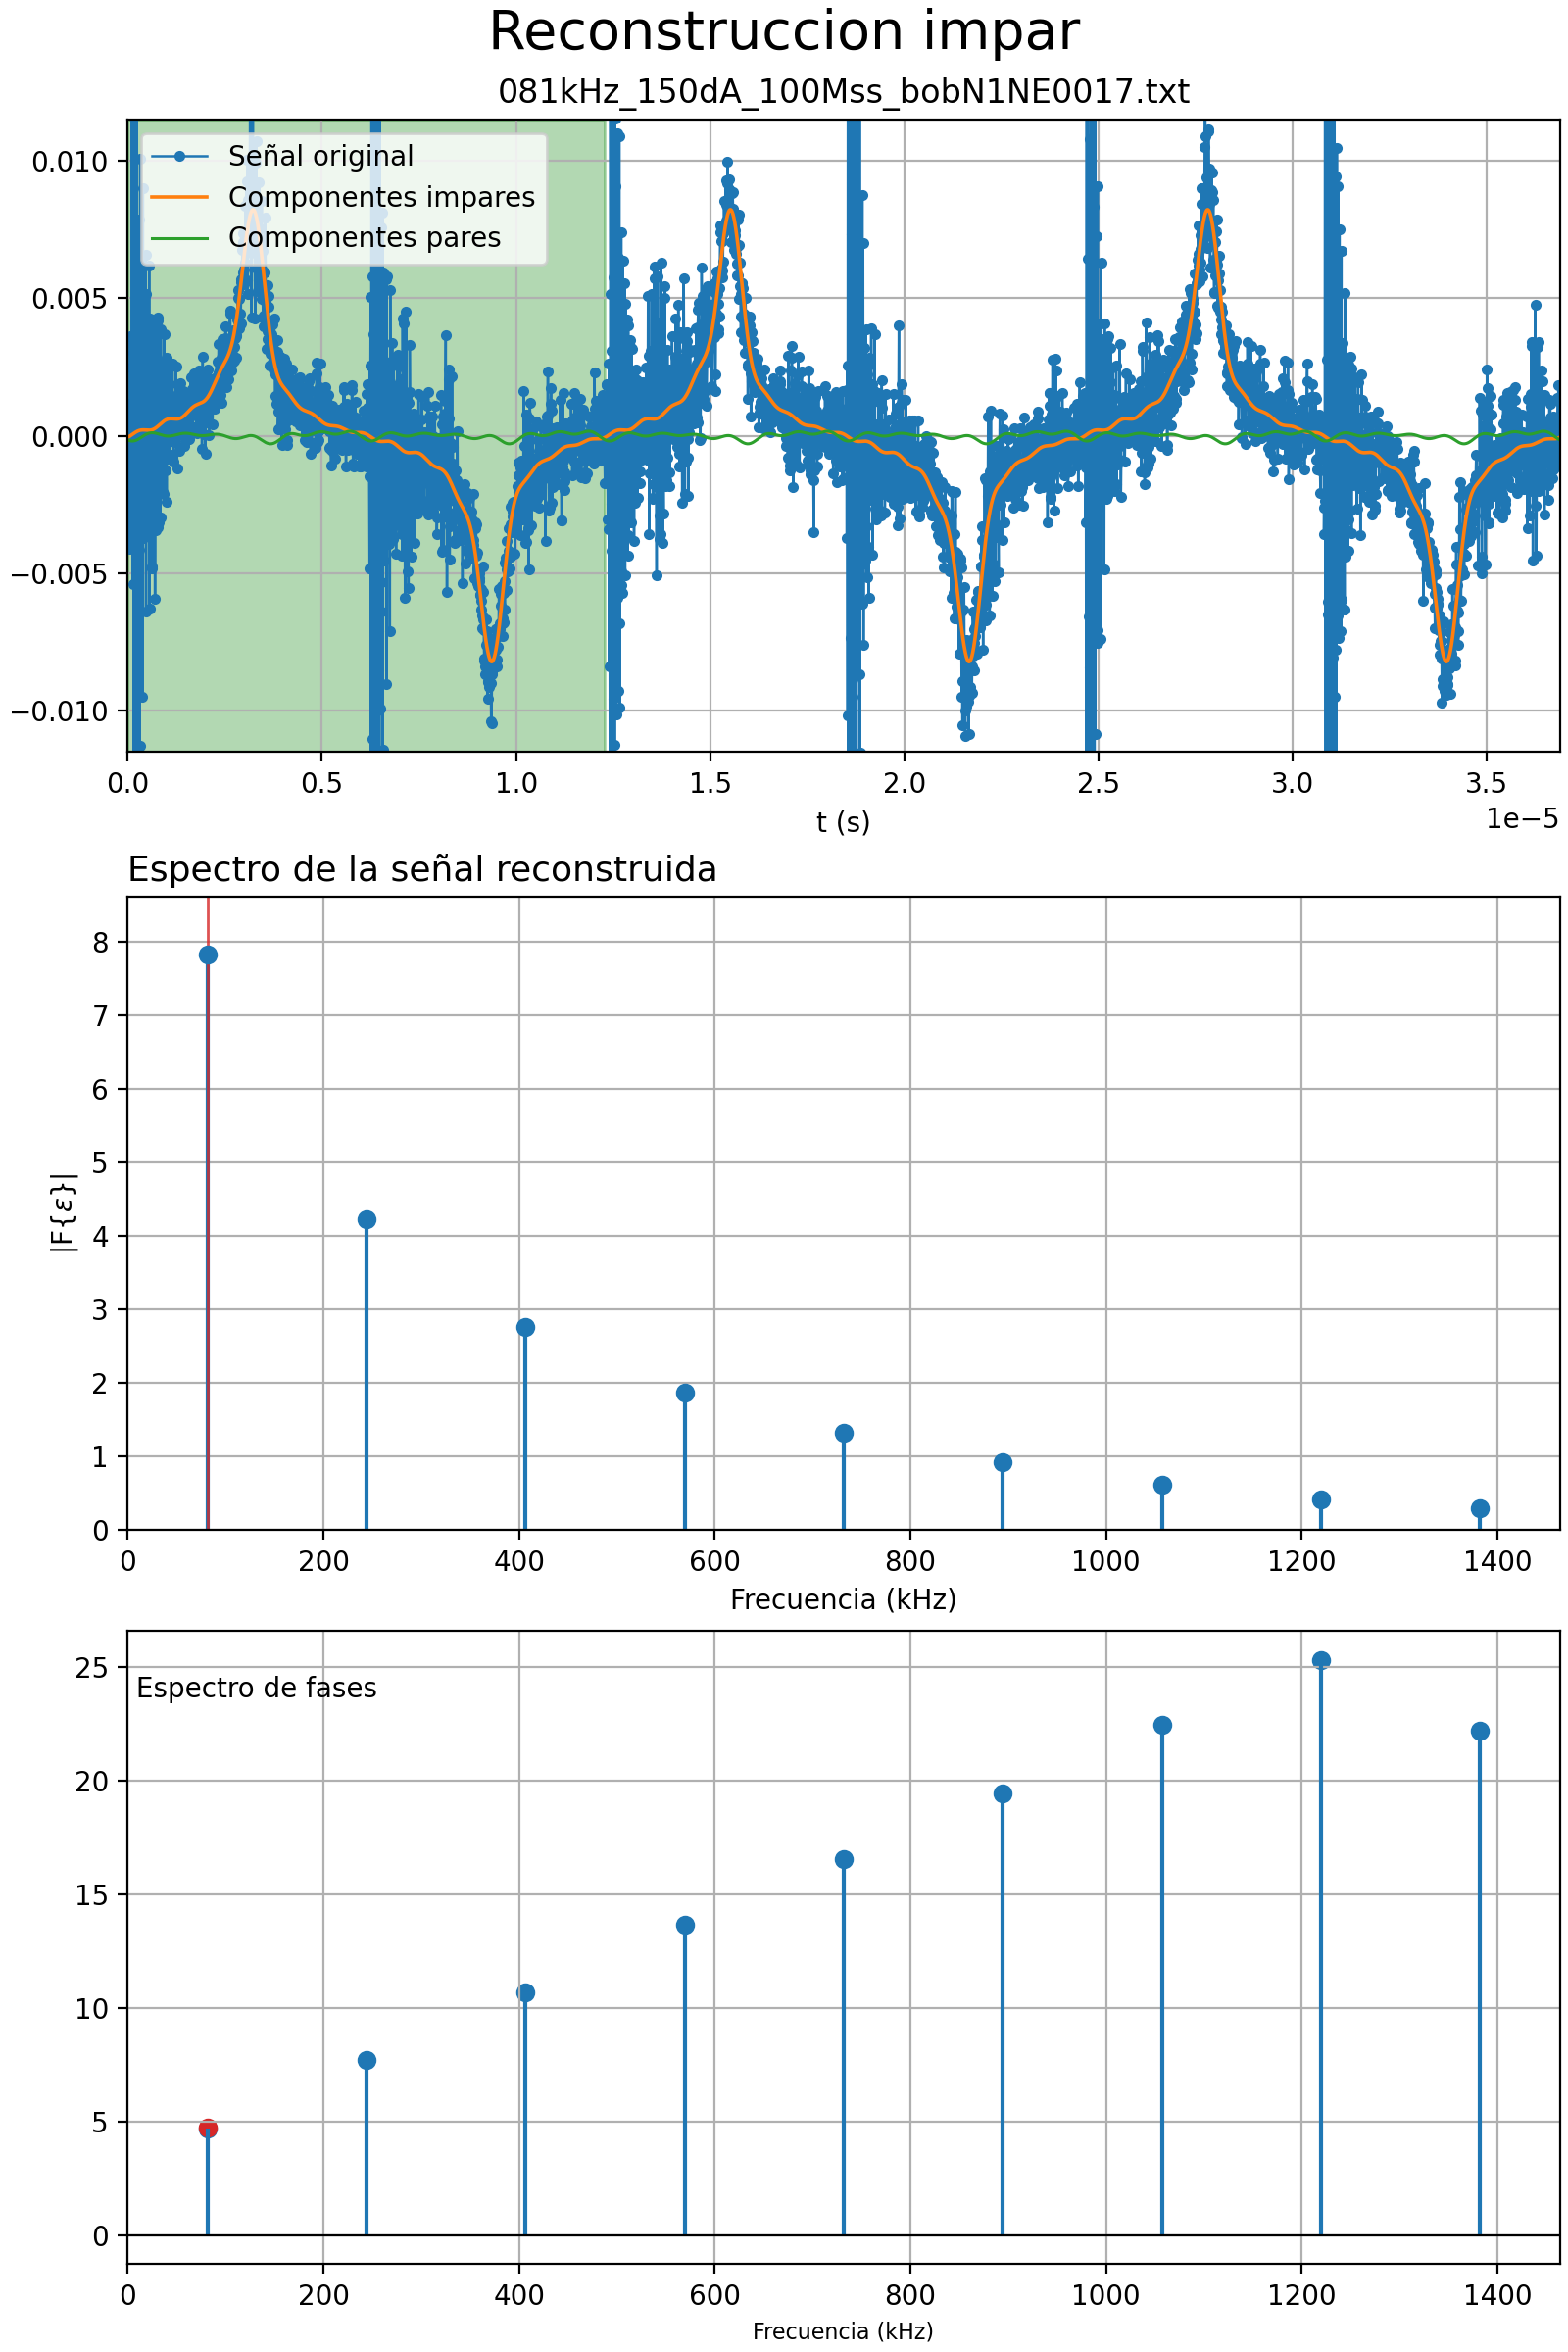 Reconstruccion impar
081kHz_150dA_100Mss_bobN1NE0017.txt
Señal original
Componentes impares
Componentes pares
0.010
0.005
0.000
−0.005
−0.010
0.0 0.5 1.0 1.5 2.0 2.5 3.0 3.5
t (s)
1e−5
Espectro de la señal reconstruida
8
7
6
5
4
3
2
1
0
|F{ε}|
0 200 400 600 800 1000 1200 1400
Frecuencia (kHz)
Espectro de fases
25
20
15
10
5
0
0 200 400 600 800 1000 1200 1400
Frecuencia (kHz)